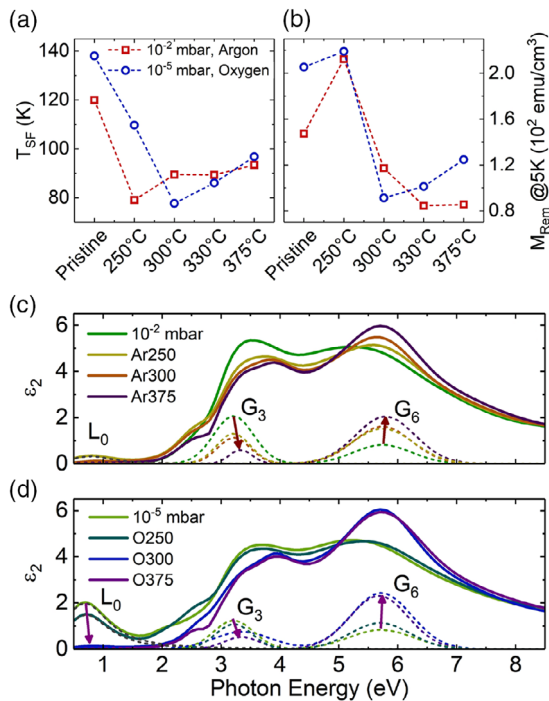 (a)
(b)
10⁻² mbar, Argon
10⁻⁵ mbar, Oxygen
140
120
100
80
T_SF (K)
2.0
1.6
1.2
0.8
M_Rem @5K (10² emu/cm³)
Pristine
250°C
300°C
330°C
375°C
Pristine
250°C
300°C
330°C
375°C
(c)
10⁻² mbar
Ar250
Ar300
Ar375
6
4
2
0
ε₂
L₀
G₃
G₆
(d)
10⁻⁵ mbar
O250
O300
O375
6
4
2
0
ε₂
L₀
G₃
G₆
1 2 3 4 5 6 7 8
Photon Energy (eV)